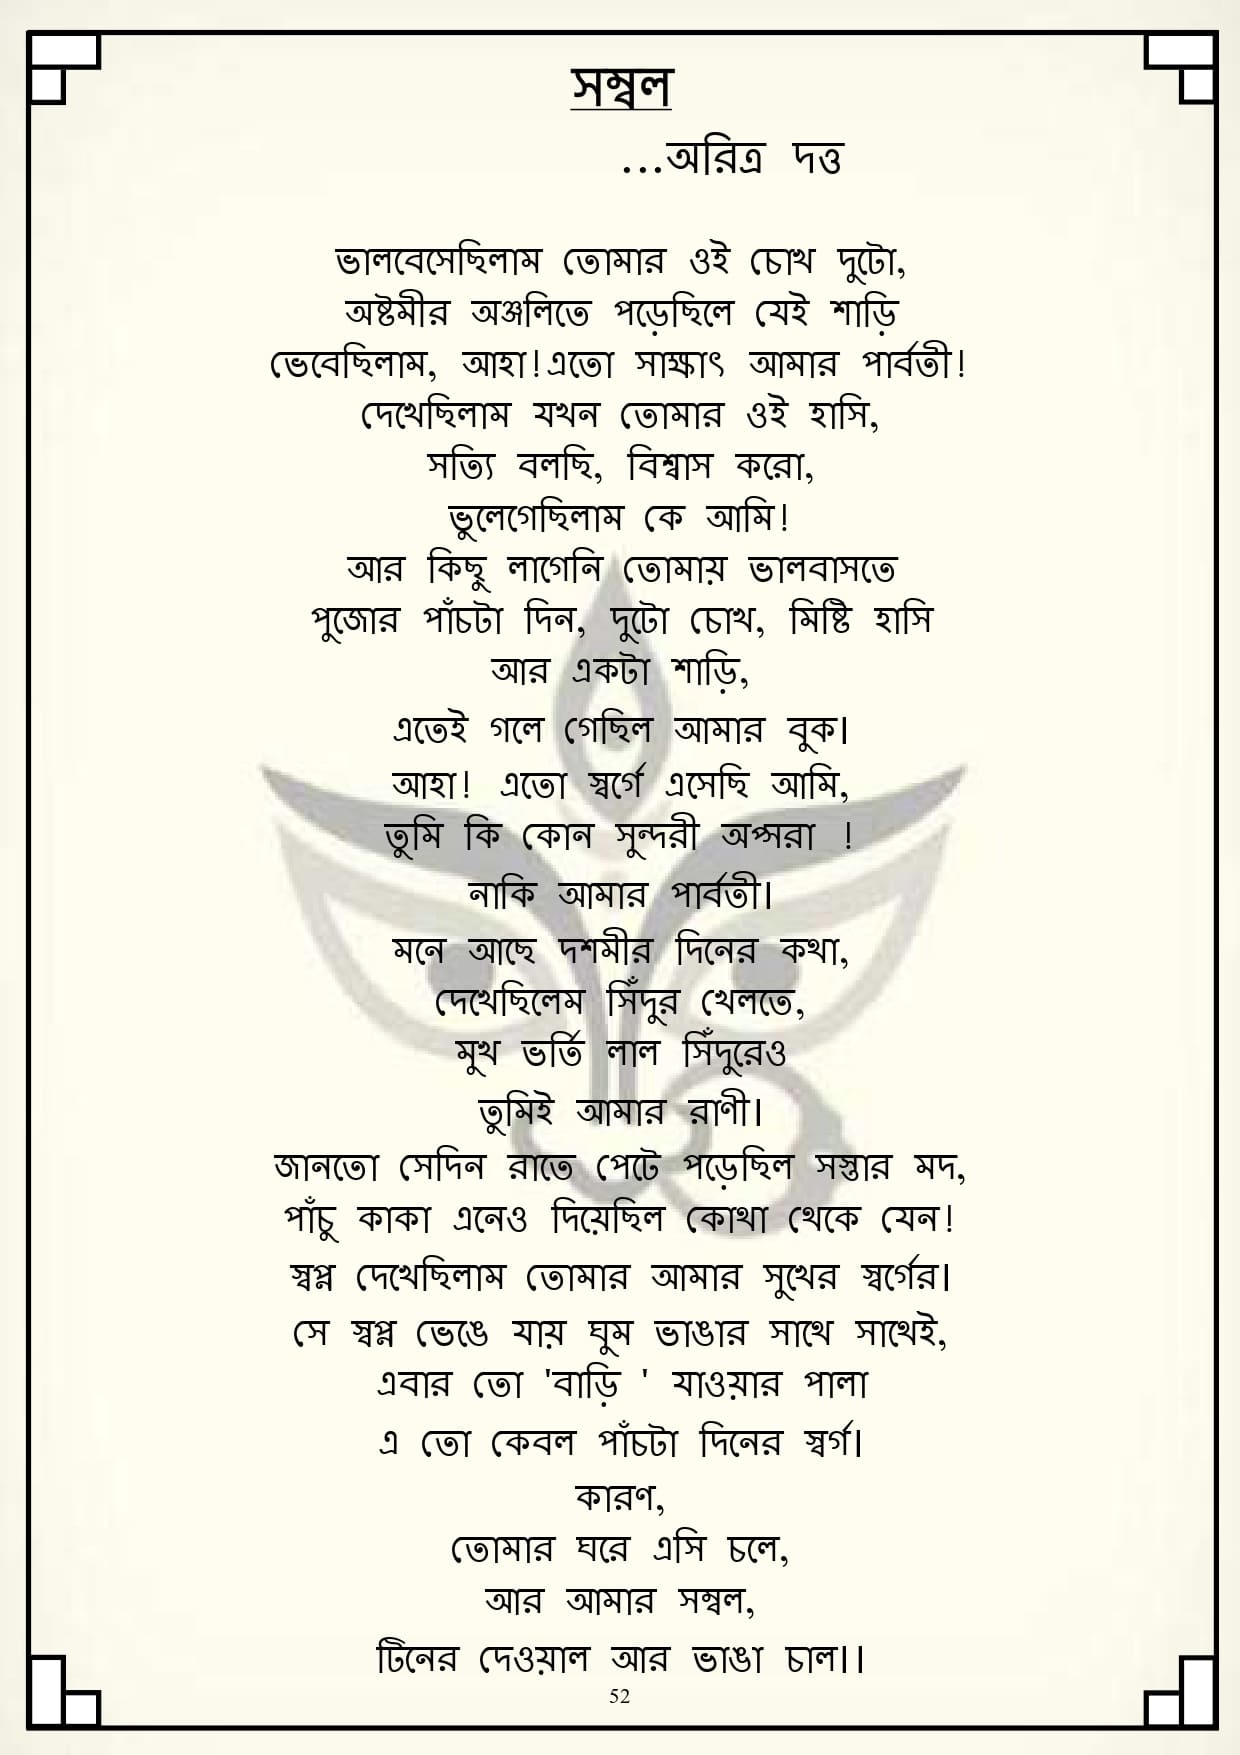 সম্বল
...অরিত্র দত্ত
ভালবেসেছিলাম তোমার ওই চোখ দুটো,
অষ্টমীর অঞ্জলিতে পড়েছিলে যেই শাড়ি
ভেবেছিলাম, আহা!এতো সাক্ষাৎ আমার পার্বতী!
দেখেছিলাম যখন তোমার ওই হাসি,
সত্যি বলছি, বিশ্বাস করো,
ভুলেগেছিলাম কে আমি!
আর কিছু লাগেনি তোমায় ভালবাসতে
পুজোর পাঁচটা দিন, দুটো চোখ, মিষ্টি হাসি
আর একটা শাড়ি,
এতেই গলে গেছিল আমার বুক।
আহা! এতো স্বর্গে এসেছি আমি,
তুমি কি কোন সুন্দরী অপ্সরা !
নাকি আমার পার্বতী।
মনে আছে দশমীর দিনের কথা,
দেখেছিলেম সিঁদুর খেলতে,
মুখ ভর্তি লাল সিঁদুরেও
তুমিই আমার রাণী।
জানতো সেদিন রাতে পেটে পড়েছিল সস্তার মদ,
পাঁচু কাকা এনেও দিয়েছিল কোথা থেকে যেন!
স্বপ্ন দেখেছিলাম তোমার আমার সুখের স্বর্গের।
সে স্বপ্ন ভেঙে যায় ঘুম ভাঙার সাথে সাথেই,
এবার তো 'বাড়ি ' যাওয়ার পালা
এ তো কেবল পাঁচটা দিনের স্বর্গ।
কারণ,
তোমার ঘরে এসি চলে,
আর আমার সম্বল,
টিনের দেওয়াল আর ভাঙা চাল।।
52